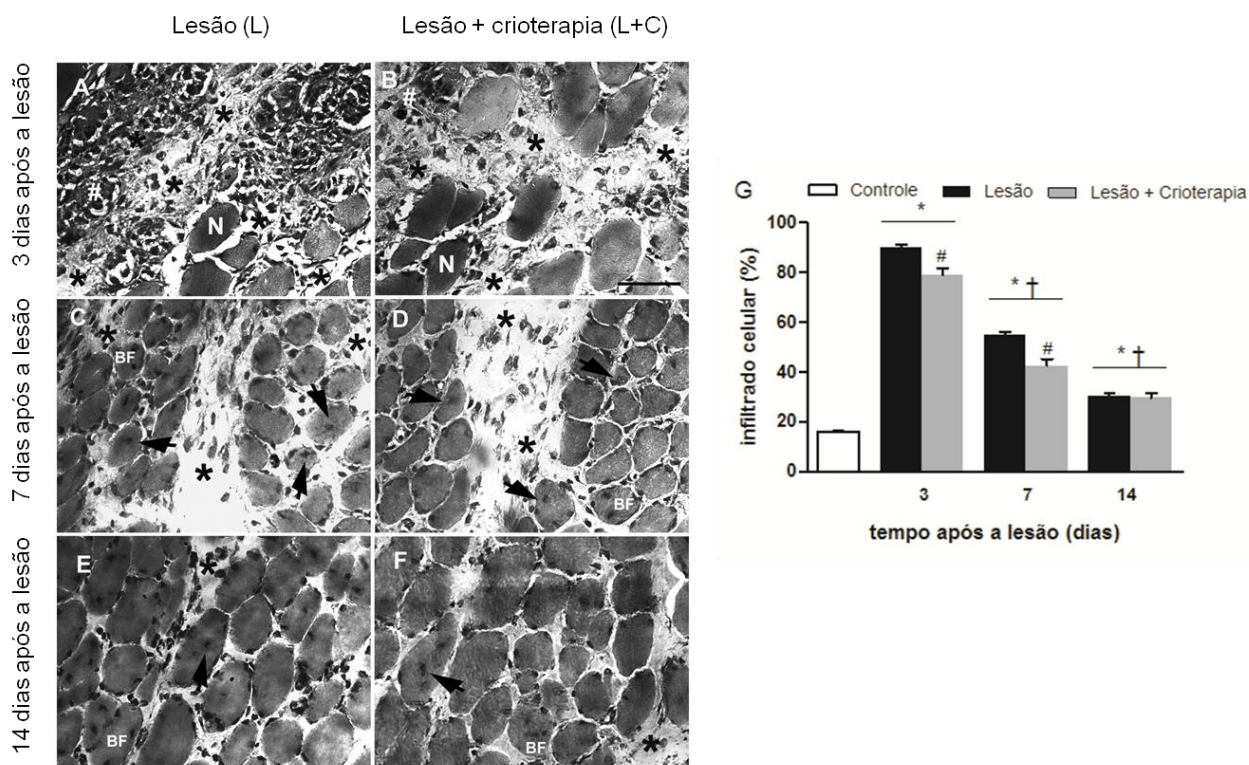 Lesão (L)
Lesão + crioterapia (L+C)
3 dias após a lesão
A
*
*
*
#
*
N
*
*
B
#
*
*
*
N
*
7 dias após a lesão
C
*
BF
*
*
D
*
*
BF
14 dias após a lesão
E
*
BF
F
BF
*
G
Controle
Lesão
Lesão + Crioterapia
infiltrado celular (%)
100
80
60
40
20
0
*
#
* †
#
* †
3
7
14
tempo após a lesão (dias)